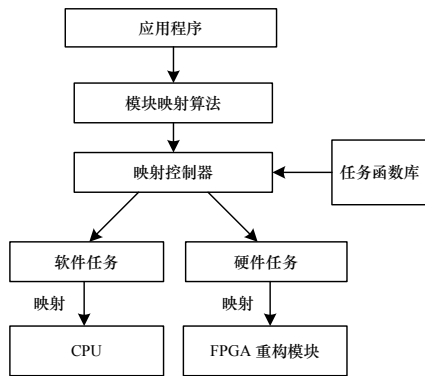 应用程序
模块映射算法
映射控制器
任务函数库
软件任务
硬件任务
映射
映射
CPU
FPGA 重构模块